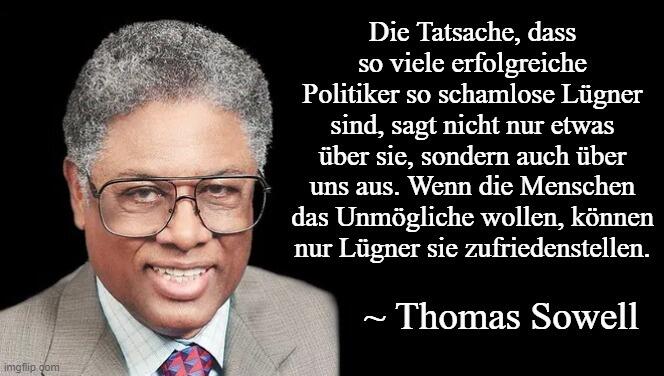 Die Tatsache, dass
so viele erfolgreiche
Politiker so schamlose Lügner
sind, sagt nicht nur etwas
über sie, sondern auch über
uns aus. Wenn die Menschen
das Unmögliche wollen, können
nur Lügner sie zufriedenstellen.
~ Thomas Sowell
imgflip.com